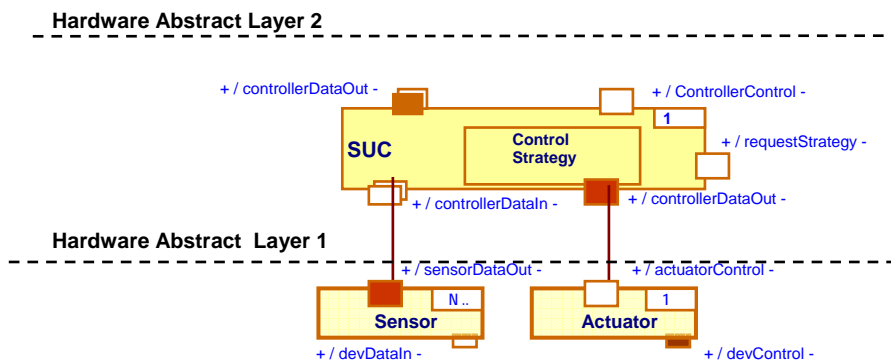 Hardware Abstract Layer 2
+ / controllerDataOut -
+ / ControllerControl -
1
SUC
Control
Strategy
+ / requestStrategy -
+ / controllerDataIn -
+ / controllerDataOut -
Hardware Abstract Layer 1
+ / sensorDataOut -
+ / actuatorControl -
N ..
1
Sensor
Actuator
+ / devDataIn -
+ / devControl -